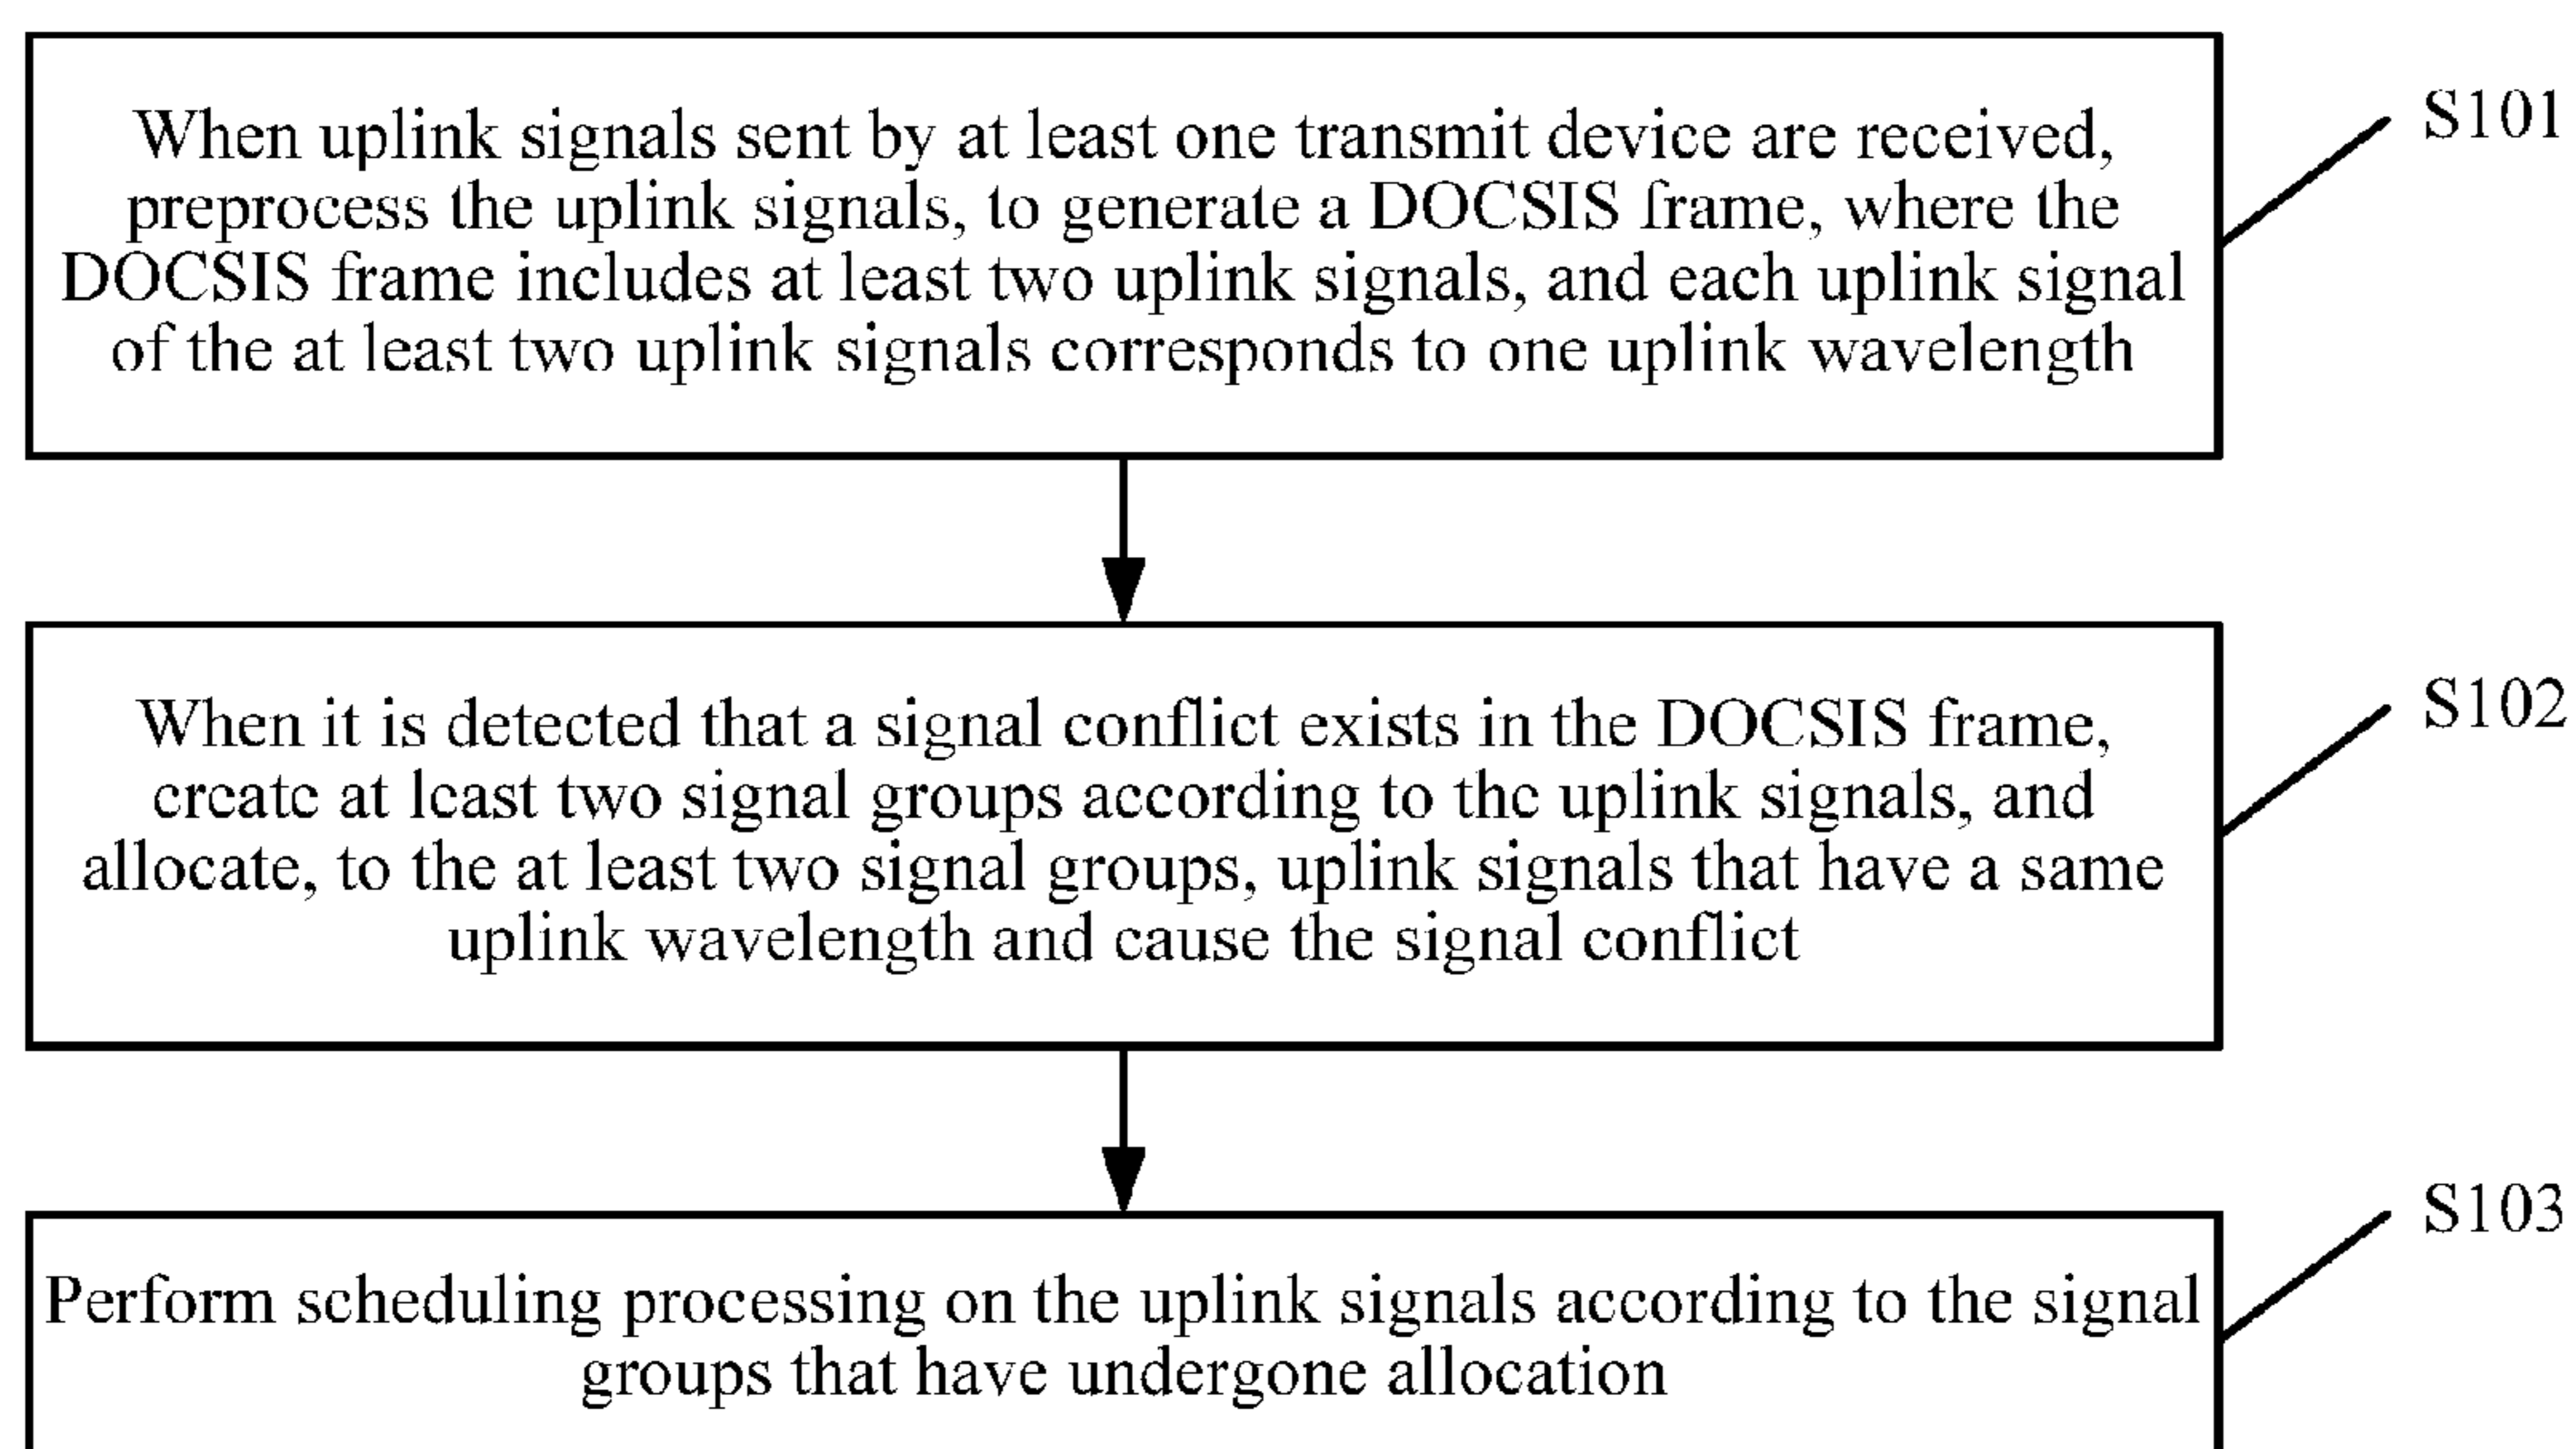 When uplink signals sent by at least one transmit device are received,
preprocess the uplink signals, to generate a DOCSIS frame, where the
DOCSIS frame includes at least two uplink signals, and each uplink signal
of the at least two uplink signals corresponds to one uplink wavelength
S101
When it is detected that a signal conflict exists in the DOCSIS frame,
create at least two signal groups according to the uplink signals, and
allocate, to the at least two signal groups, uplink signals that have a same
uplink wavelength and cause the signal conflict
S102
Perform scheduling processing on the uplink signals according to the signal
groups that have undergone allocation
S103